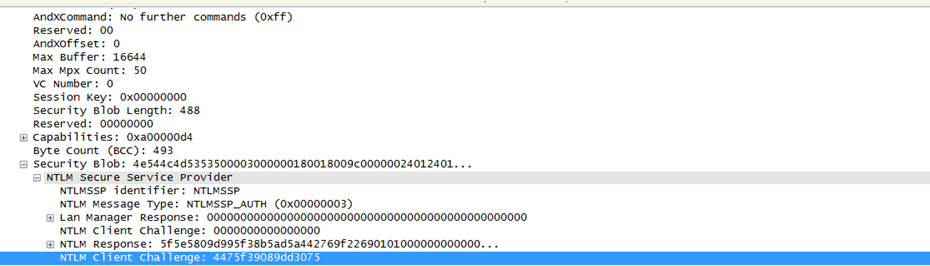 AndXCommand: No further commands (0xff)
Reserved: 00
AndXOffset: 0
Max Buffer: 16644
Max Mpx Count: 50
VC Number: 0
Session Key: 0x00000000
Security Blob Length: 488
Reserved: 00000000
Capabilities: 0xa00000d4
Byte Count (BCC): 493
Security Blob: 4e544c4d5353500003000000180018009c00000024012401...
NTLM Secure Service Provider
NTLMSSP identifier: NTLMSSP
NTLM Message Type: NTLMSSP_AUTH (0x00000003)
Lan Manager Response: 000000000000000000000000000000000000000000000000
NTLM Client Challenge: 0000000000000000
NTLM Response: 5f5e5809d995f38b5ad5a442769f22690101000000000000...
NTLM Client Challenge: 4475f39089dd3075